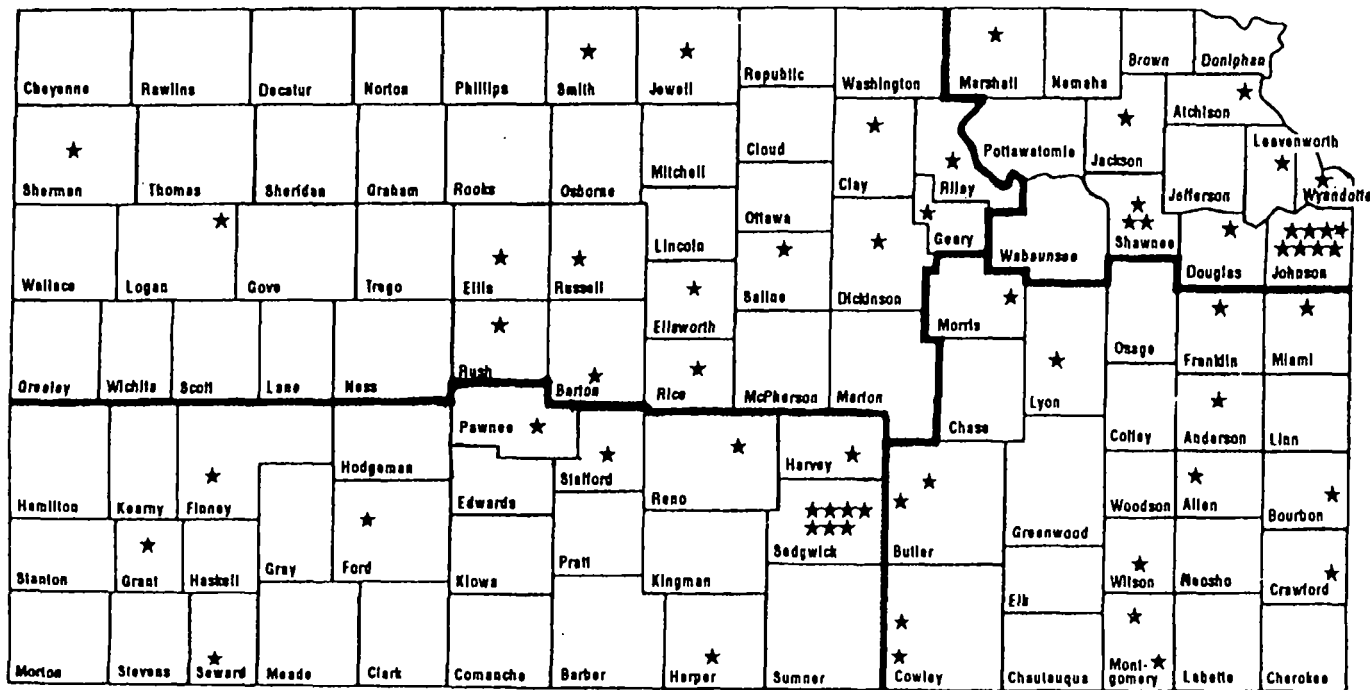 Cheyenne
Rawlins
Decatur
Norton
Phillips
Smith
Jewell
Republic
Washington
Marshall
Nemaha
Brown
Doniphan
Sherman
Thomas
Sheridan
Graham
Rooks
Osborne
Mitchell
Cloud
Clay
Riley
Pottawatomie
Jackson
Atchison
Jefferson
Leavenworth
Wyandotte
Wallace
Logan
Gove
Trego
Ellis
Russell
Lincoln
Ottawa
Saline
Dickinson
Geary
Wabaunsee
Shawnee
Douglas
Johnson
Greeley
Wichita
Scott
Lane
Ness
Rush
Barton
Ellsworth
Rice
McPherson
Marion
Morris
Chase
Lyon
Osage
Franklin
Miami
Hamilton
Kearny
Finney
Hodgeman
Pawnee
Edwards
Stafford
Reno
Harvey
Sedgwick
Butler
Greenwood
Coffey
Anderson
Linn
Woodson
Allen
Bourbon
Stanton
Grant
Haskell
Gray
Ford
Kiowa
Pratt
Kingman
Elk
Wilson
Neosho
Crawford
Morton
Stevens
Seward
Meade
Clark
Comanche
Barber
Harper
Sumner
Cowley
Chautauqua
Mont-
gomery
Labette
Cherokee